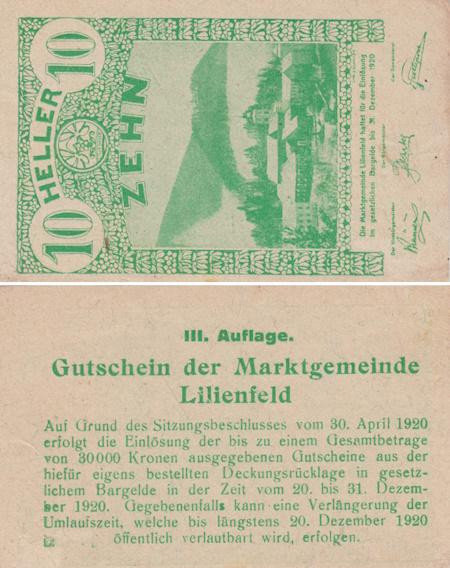 10 HELLER 10
ZEHN
Die Marktgemeinde Lilienfeld haftet für die Einlösung
im gesetzlichen Bargelde bis 31. Dezember 1920
III. Auflage.
Gutschein der Marktgemeinde
Lilienfeld
Auf Grund des Sitzungsbeschlusses vom 30. April 1920
erfolgt die Einlösung der bis zu einem Gesamtbetrage
von 30000 Kronen ausgegebenen Gutscheine aus der
hiefür eigens bestellten Deckungsrücklage in gesetz-
lichem Bargelde in der Zeit vom 20. bis 31. Dezem-
ber 1920. Gegebenenfalls kann eine Verlängerung der
Umlaufszeit, welche bis längstens 20. Dezember 1920
öffentlich verlautbart wird, erfolgen.